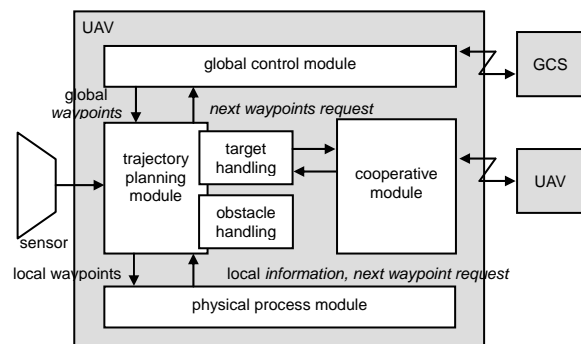 UAV
global control module
GCS
global
waypoints
next waypoints request
trajectory
planning
module
target
handling
cooperative
module
UAV
obstacle
handling
sensor
local waypoints
local information, next waypoint request
physical process module